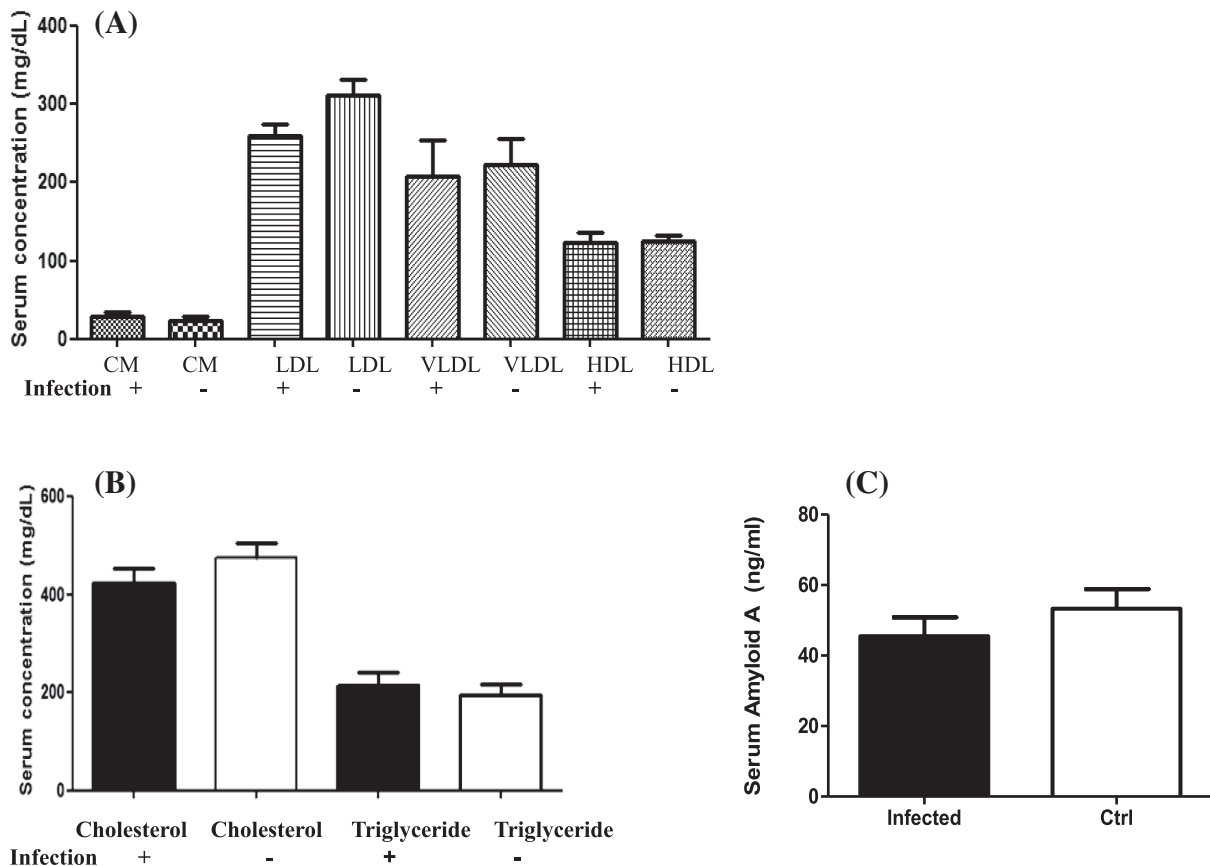 (A)
Serum concentration (mg/dL)
400
300
200
100
0
CM CM LDL LDL VLDL VLDL HDL HDL
Infection + - + - + - + -
(B)
Serum concentration (mg/dL)
600
400
200
0
Cholesterol Cholesterol Triglyceride Triglyceride
Infection + - + -
(C)
Serum Amyloid A (ng/ml)
80
60
40
20
0
Infected Ctrl